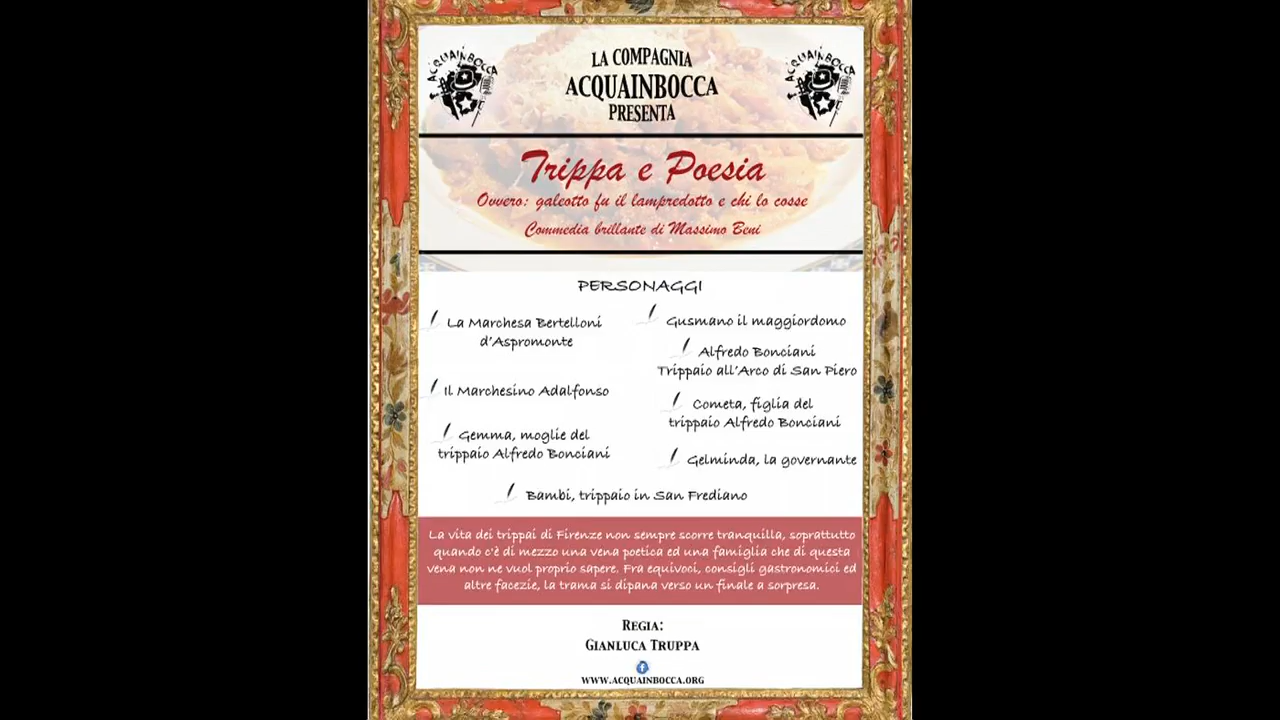 ACQUAINBOCCA
LA COMPAGNIA
ACQUAINBOCCA
PRESENTA
ACQUAINBOCCA
Trippa e Poesia
Ovvero: galeotto fu il lampredotto e chi lo cosse
Commedia brillante di Massimo Beni
PERSONAGGI
La Marchesa Bertelloni
d'Aspromonte
Il Marchesino Adalfonso
Gemma, moglie del
trippaio Alfredo Bonciani
Gusmano il maggiordomo
Alfredo Bonciani
Trippaio all'Arco di San Piero
Cometa, figlia del
trippaio Alfredo Bonciani
Gelminda, la governante
Bambi, trippaio in San Frediano
La vita dei trippai di Firenze non sempre scorre tranquilla, soprattutto
quando c'è di mezzo una vena poetica ed una famiglia che di questa
vena non ne vuol proprio sapere. Fra equivoci, consigli gastronomici ed
altre facezie, la trama si dipana verso un finale a sorpresa.
REGIA:
GIANLUCA TRUPPA
f
WWW.ACQUAINBOCCA.ORG